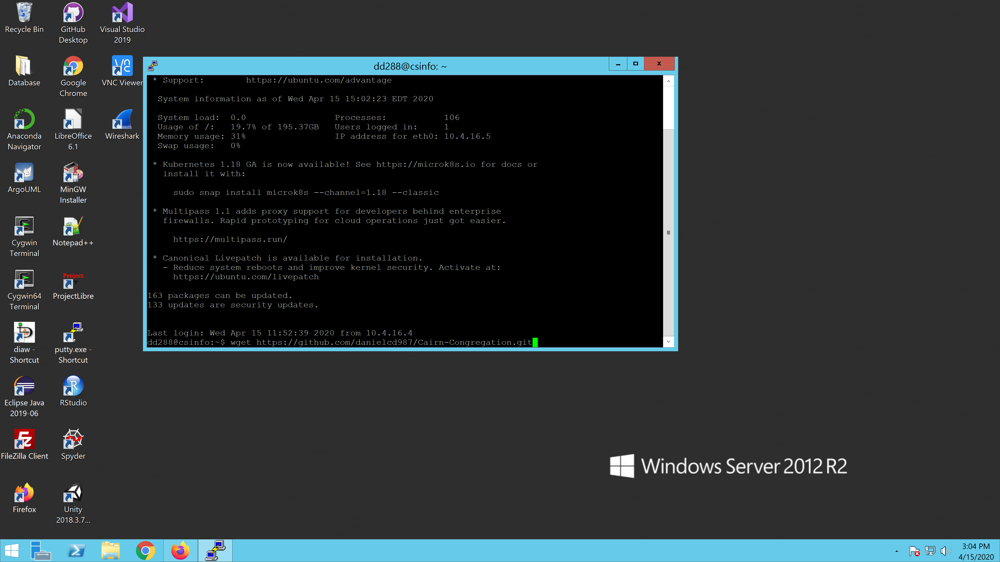 Recycle Bin
GitHub
Desktop
Visual Studio
2019
Database
Google
Chrome
VNC Viewer
Anaconda
Navigator
LibreOffice
6.1
Wireshark
ArgoUML
MinGW
Installer
Cygwin
Terminal
Notepad++
Cygwin64
Terminal
Project
re.
ProjectLibre
diaw -
Shortcut
putty.exe -
Shortcut
Eclipse Java
2019-06
RStudio
FileZilla Client
Spyder
Firefox
Unity
2018.3.7...
dd288@csinfo: ~
* Support:        https://ubuntu.com/advantage
System information as of Wed Apr 15 15:02:23 EDT 2020
System load:  0.0                 Processes:           106
Usage of /:   19.7% of 195.37GB   Users logged in:     1
Memory usage: 31%                 IP address for eth0: 10.4.16.5
Swap usage:   0%
* Kubernetes 1.18 GA is now available! See https://microk8s.io for docs or
install it with:
sudo snap install microk8s --channel=1.18 --classic
* Multipass 1.1 adds proxy support for developers behind enterprise
firewalls. Rapid prototyping for cloud operations just got easier.
https://multipass.run/
* Canonical Livepatch is available for installation.
- Reduce system reboots and improve kernel security. Activate at:
https://ubuntu.com/livepatch
163 packages can be updated.
133 updates are security updates.
Last login: Wed Apr 15 11:52:39 2020 from 10.4.16.4
dd288@csinfo:~$ wget https://github.com/danielcd987/Cairn-Congregation.git
Windows Server 2012 R2
3:04 PM
4/15/2020